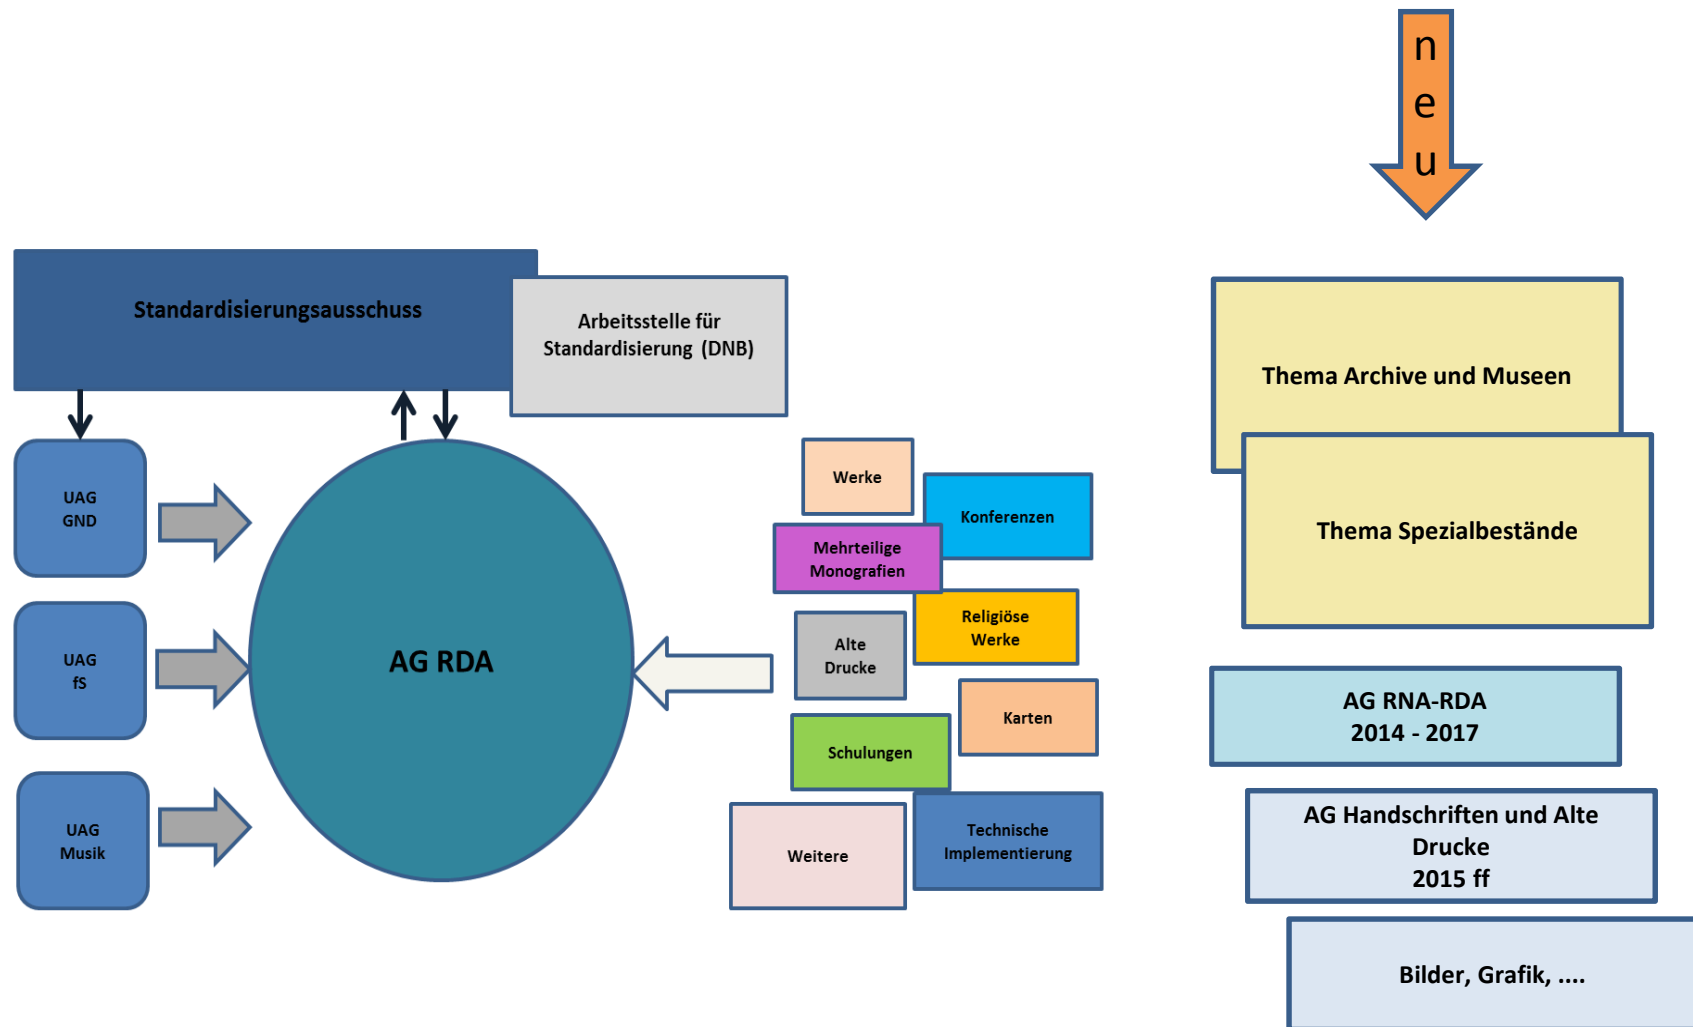 n
e
u
Standardisierungsausschuss
Arbeitsstelle für
Standardisierung (DNB)
UAG
GND
UAG
fS
UAG
Musik
AG RDA
Werke
Konferenzen
Mehrteilige
Monografien
Religiöse
Werke
Alte
Drucke
Karten
Schulungen
Technische
Implementierung
Weitere
Thema Archive und Museen
Thema Spezialbestände
AG RNA-RDA
2014 - 2017
AG Handschriften und Alte
Drucke
2015 ff
Bilder, Grafik, ....